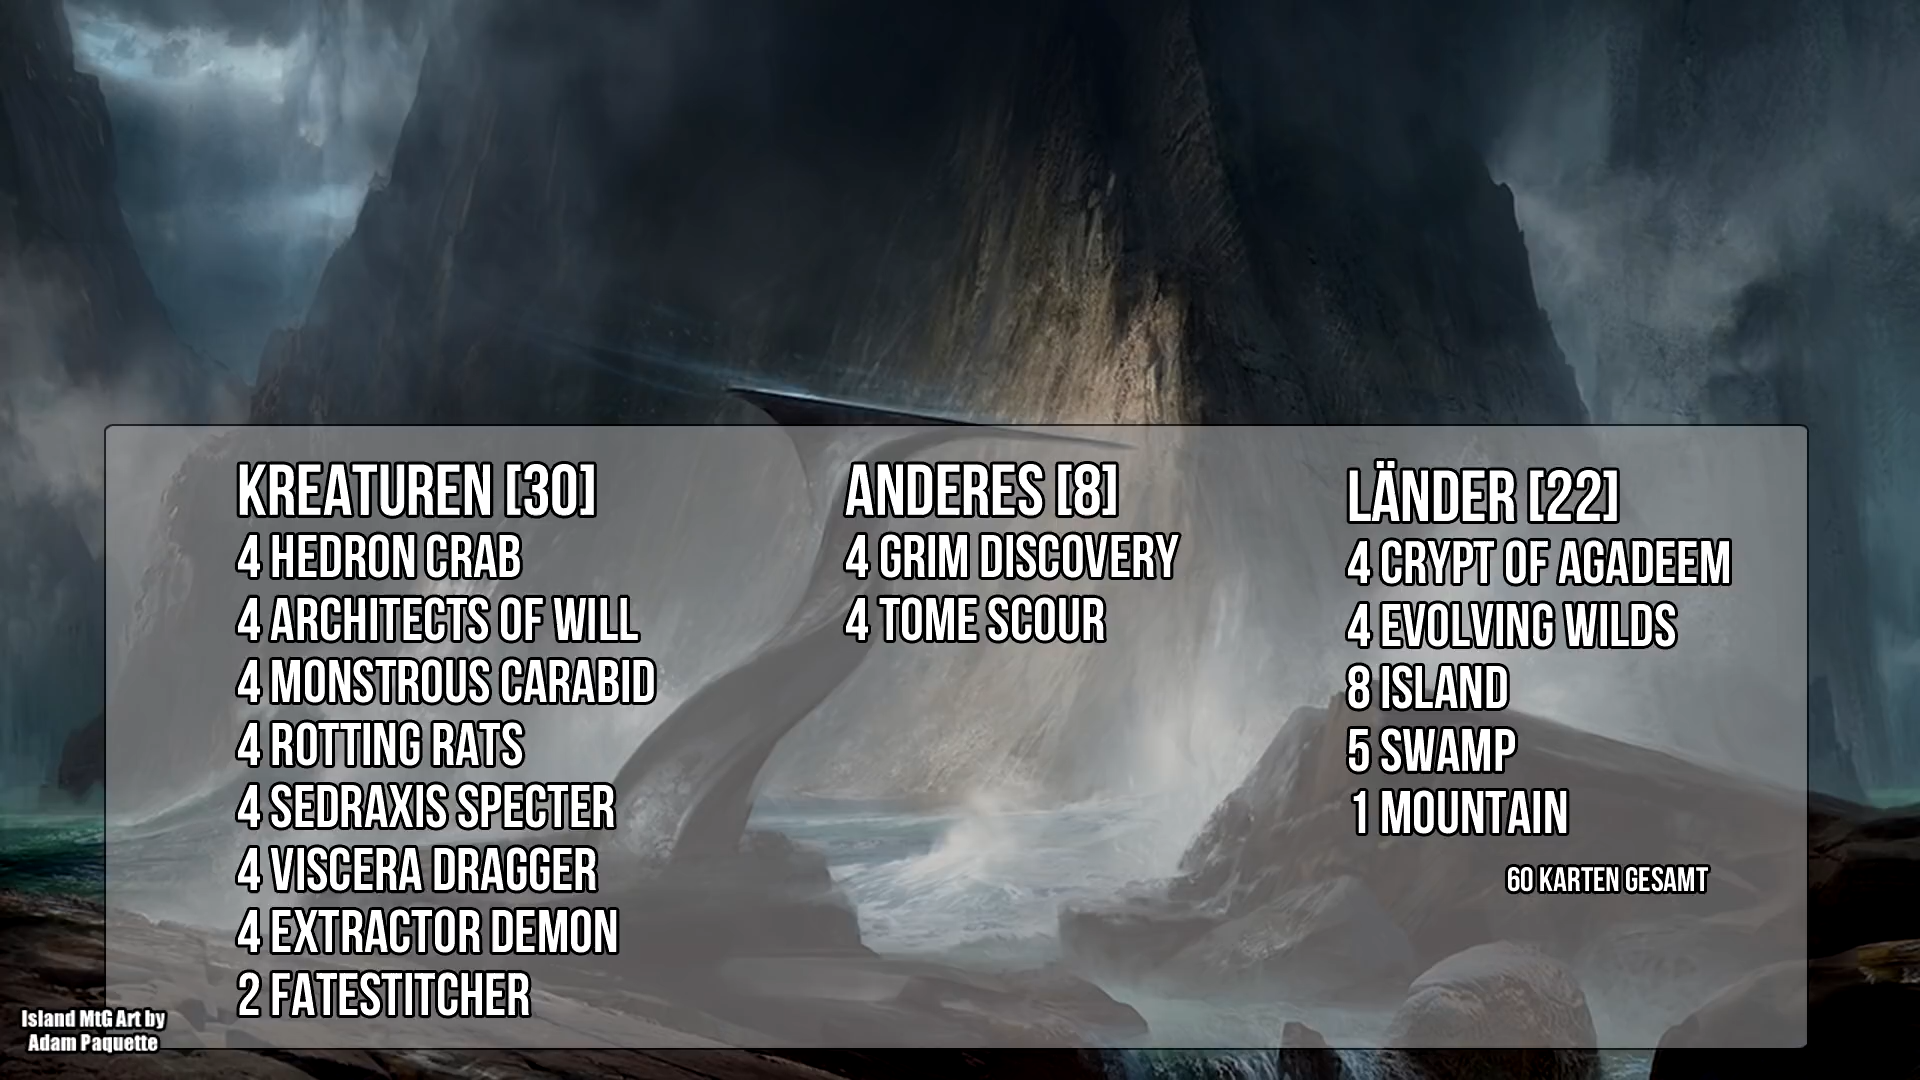 KREATUREN [30]
4 HEDRON CRAB
4 ARCHITECTS OF WILL
4 MONSTROUS CARABID
4 ROTTING RATS
4 SEDRAXIS SPECTER
4 VISCERA DRAGGER
4 EXTRACTOR DEMON
2 FATESTITCHER
ANDERES [8]
4 GRIM DISCOVERY
4 TOME SCOUR
LÄNDER [22]
4 CRYPT OF AGADEEM
4 EVOLVING WILDS
8 ISLAND
5 SWAMP
1 MOUNTAIN
60 KARTEN GESAMT
Island MtG Art by
Adam Paquette